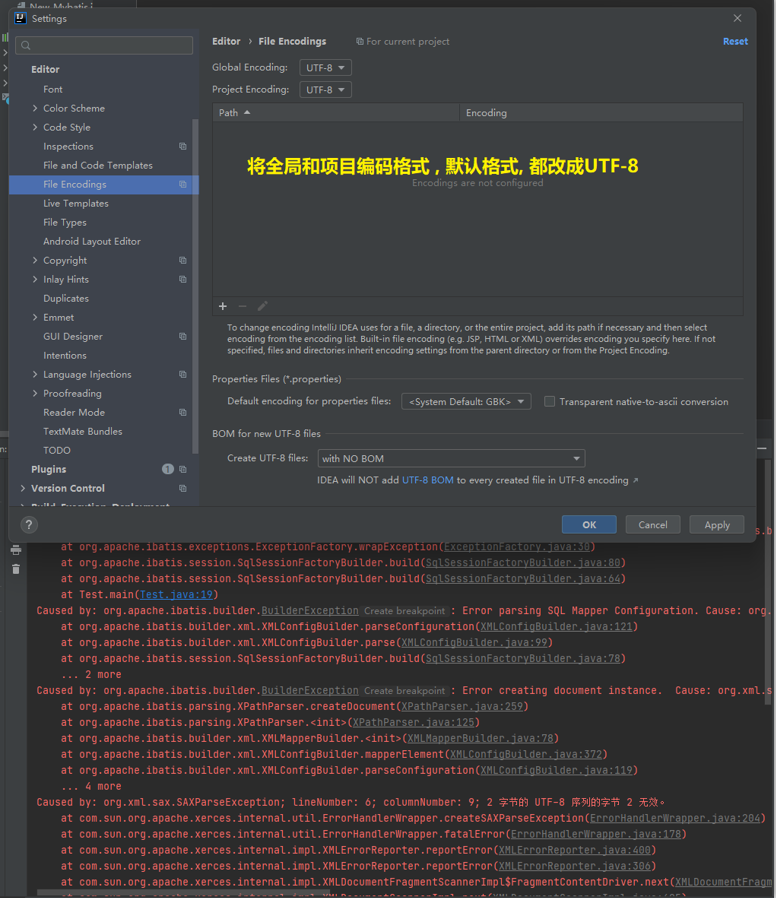 New_Mybatis
Settings
Editor › File Encodings
For current project
Reset
Editor
Font
Color Scheme
Code Style
Inspections
File and Code Templates
File Encodings
Live Templates
File Types
Android Layout Editor
Copyright
Inlay Hints
Duplicates
Emmet
GUI Designer
Intentions
Language Injections
Proofreading
Reader Mode
TextMate Bundles
TODO
Plugins 1
Version Control
Build, Execution, Deployment
Global Encoding: UTF-8
Project Encoding: UTF-8
Path Encoding
将全局和项目编码格式 , 默认格式, 都改成UTF-8
Encodings are not configured
To change encoding IntelliJ IDEA uses for a file, a directory, or the entire project, add its path if necessary and then select
encoding from the encoding list. Built-in file encoding (e.g. JSP, HTML or XML) overrides encoding you specify here. If not
specified, files and directories inherit encoding settings from the parent directory or from the Project Encoding.
Properties Files (*.properties)
Default encoding for properties files: <System Default: GBK> Transparent native-to-ascii conversion
BOM for new UTF-8 files
Create UTF-8 files: with NO BOM
IDEA will NOT add UTF-8 BOM to every created file in UTF-8 encoding ↗
?
OK Cancel Apply
at org.apache.ibatis.exceptions.ExceptionFactory.wrapException(ExceptionFactory.java:30)
at org.apache.ibatis.session.SqlSessionFactoryBuilder.build(SqlSessionFactoryBuilder.java:80)
at org.apache.ibatis.session.SqlSessionFactoryBuilder.build(SqlSessionFactoryBuilder.java:64)
at Test.main(Test.java:19)
Caused by: org.apache.ibatis.builder.BuilderException Create breakpoint : Error parsing SQL Mapper Configuration. Cause: org.
at org.apache.ibatis.builder.xml.XMLConfigBuilder.parseConfiguration(XMLConfigBuilder.java:121)
at org.apache.ibatis.builder.xml.XMLConfigBuilder.parse(XMLConfigBuilder.java:99)
at org.apache.ibatis.session.SqlSessionFactoryBuilder.build(SqlSessionFactoryBuilder.java:78)
... 2 more
Caused by: org.apache.ibatis.builder.BuilderException Create breakpoint : Error creating document instance.  Cause: org.xml.s
at org.apache.ibatis.parsing.XPathParser.createDocument(XPathParser.java:259)
at org.apache.ibatis.parsing.XPathParser.<init>(XPathParser.java:125)
at org.apache.ibatis.builder.xml.XMLMapperBuilder.<init>(XMLMapperBuilder.java:78)
at org.apache.ibatis.builder.xml.XMLConfigBuilder.mapperElement(XMLConfigBuilder.java:372)
at org.apache.ibatis.builder.xml.XMLConfigBuilder.parseConfiguration(XMLConfigBuilder.java:119)
... 4 more
Caused by: org.xml.sax.SAXParseException; lineNumber: 6; columnNumber: 9; 2 字节的 UTF-8 序列的字节 2 无效。
at com.sun.org.apache.xerces.internal.util.ErrorHandlerWrapper.createSAXParseException(ErrorHandlerWrapper.java:204)
at com.sun.org.apache.xerces.internal.util.ErrorHandlerWrapper.fatalError(ErrorHandlerWrapper.java:178)
at com.sun.org.apache.xerces.internal.impl.XMLErrorReporter.reportError(XMLErrorReporter.java:400)
at com.sun.org.apache.xerces.internal.impl.XMLErrorReporter.reportError(XMLErrorReporter.java:306)
at com.sun.org.apache.xerces.internal.impl.XMLDocumentFragmentScannerImpl$FragmentContentDriver.next(XMLDocumentFragm